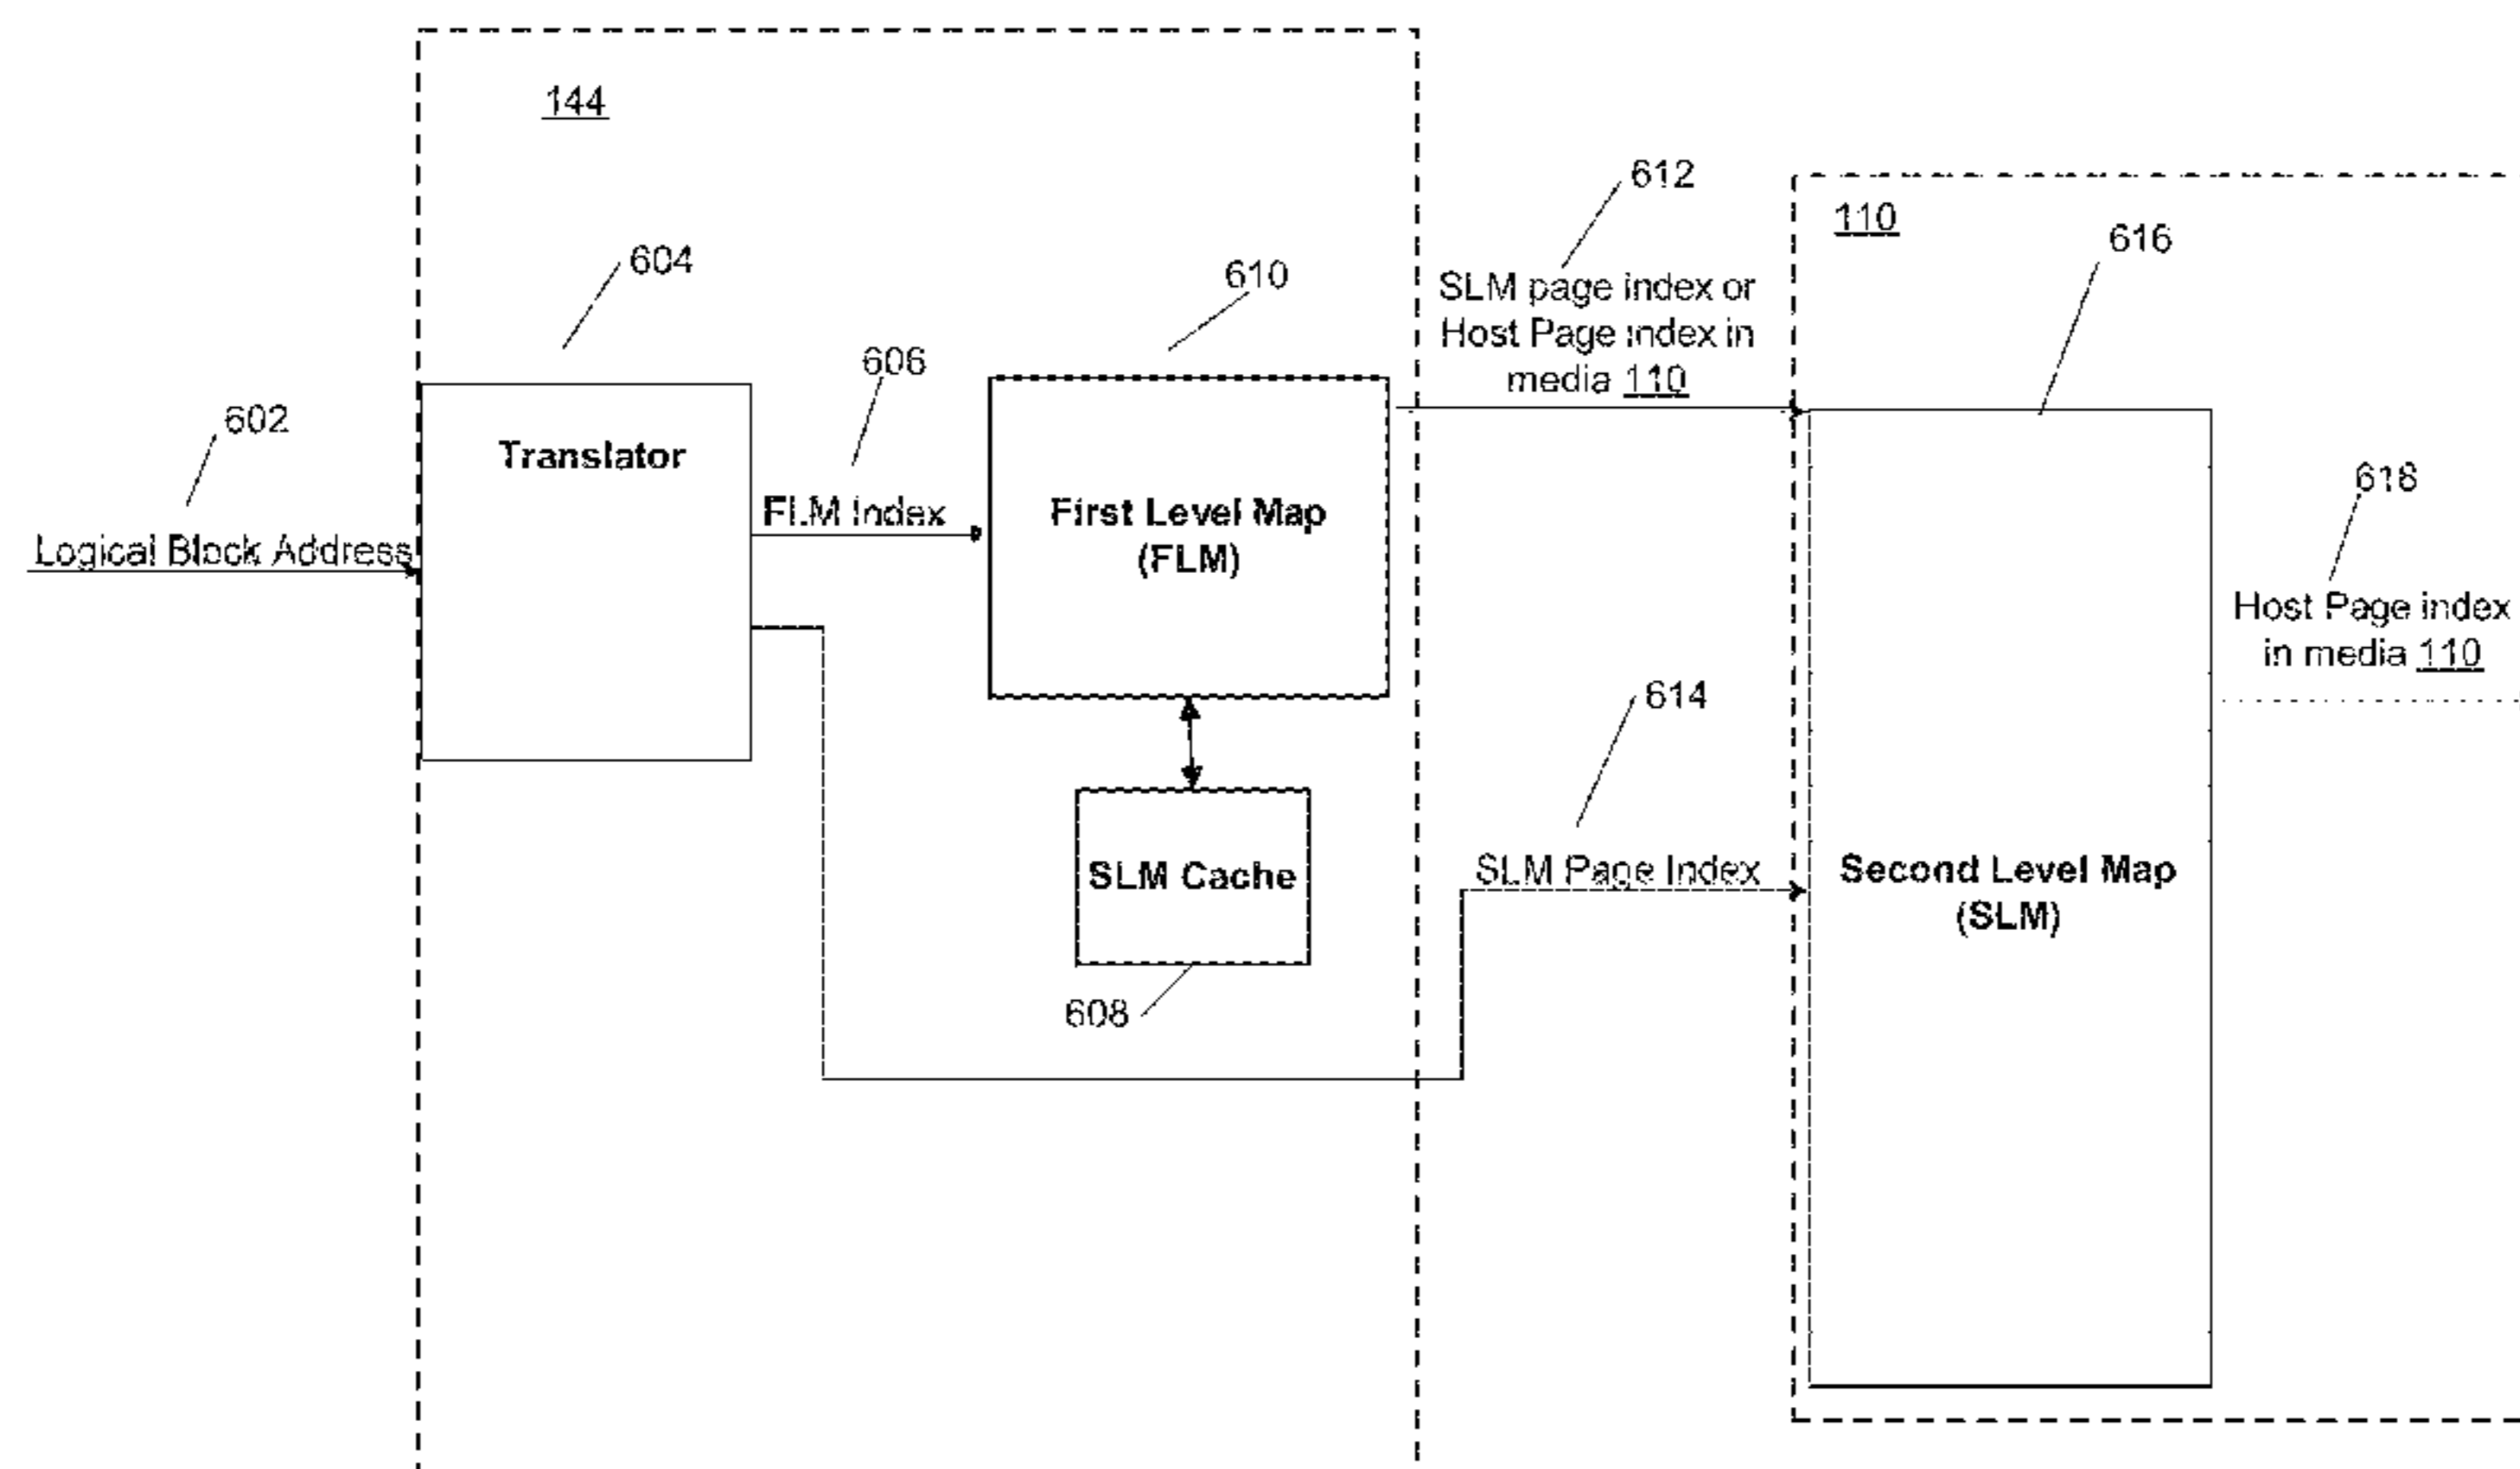 144
612
110
616
604
610
SLM page index or
Host Page index in
media 110
606
602
Translator
618
FLM Index
First Level Map
(FLM)
Logical Block Address
Host Page index
in media 110
614
SLM Cache
SLM Page Index
Second Level Map
(SLM)
608